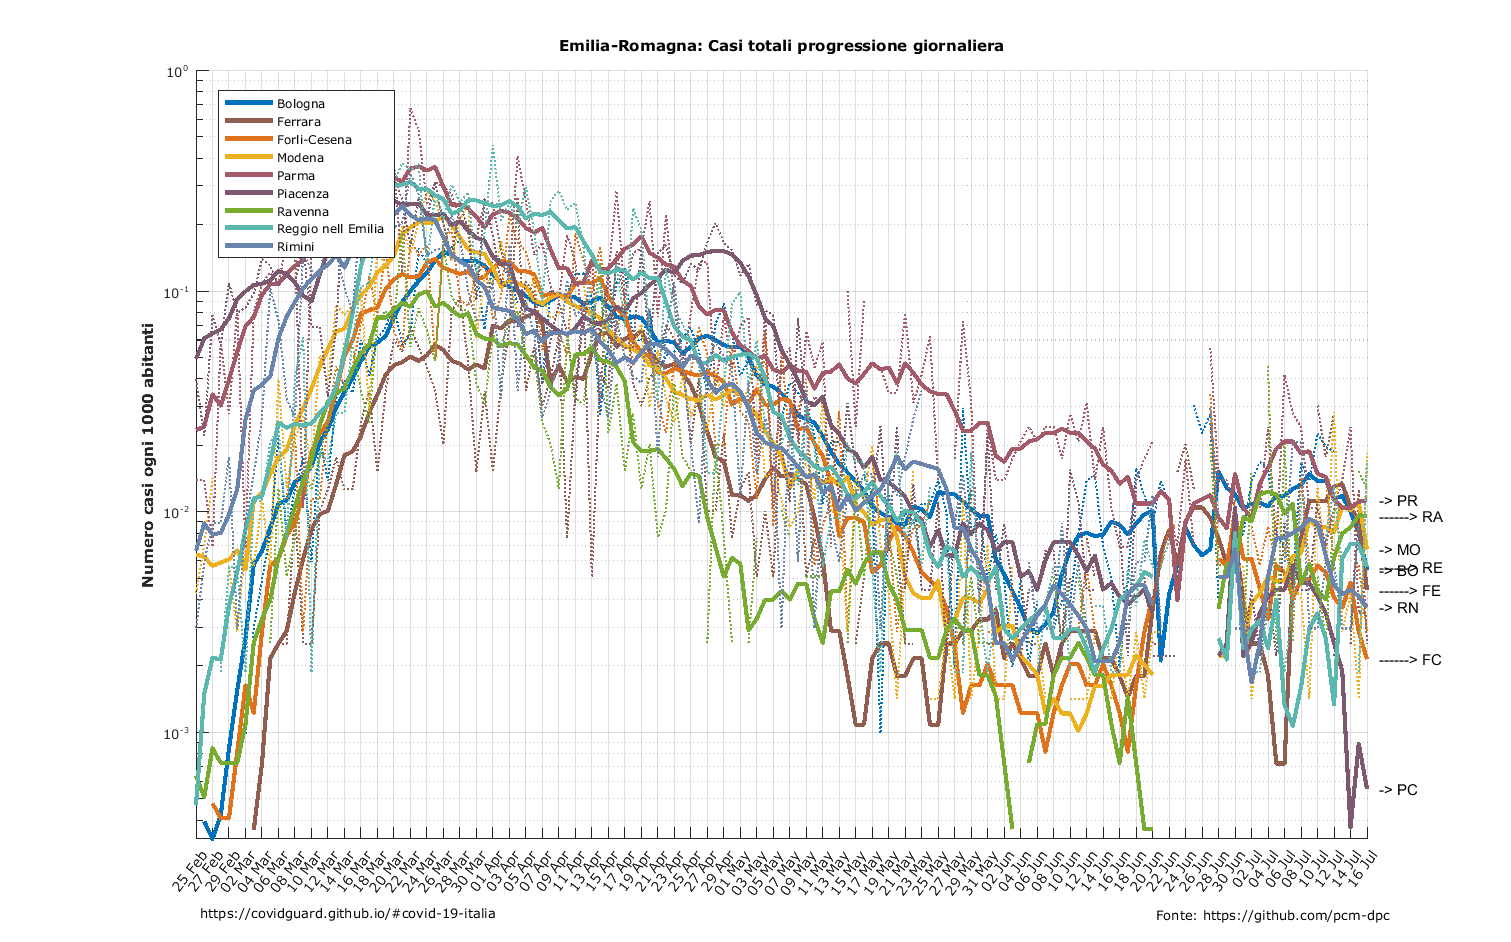 Emilia-Romagna: Casi totali progressione giornaliera
Numero casi ogni 1000 abitanti
10^0
10^-1
10^-2
10^-3
Bologna
Ferrara
Forlì-Cesena
Modena
Parma
Piacenza
Ravenna
Reggio nell Emilia
Rimini
-> PR
------> RA
-> MO
------> RE
-> BO
------> FE
-> RN
------> FC
-> PC
25 Feb
27 Feb
29 Feb
02 Mar
04 Mar
06 Mar
08 Mar
10 Mar
12 Mar
14 Mar
16 Mar
18 Mar
20 Mar
22 Mar
24 Mar
26 Mar
28 Mar
30 Mar
01 Apr
03 Apr
05 Apr
07 Apr
09 Apr
11 Apr
13 Apr
15 Apr
17 Apr
19 Apr
21 Apr
23 Apr
25 Apr
27 Apr
29 Apr
01 May
03 May
05 May
07 May
09 May
11 May
13 May
15 May
17 May
19 May
21 May
23 May
25 May
27 May
29 May
31 May
02 Jun
04 Jun
06 Jun
08 Jun
10 Jun
12 Jun
14 Jun
16 Jun
18 Jun
20 Jun
22 Jun
24 Jun
26 Jun
28 Jun
30 Jun
02 Jul
04 Jul
06 Jul
08 Jul
10 Jul
12 Jul
14 Jul
16 Jul
https://covidguard.github.io/#covid-19-italia
Fonte: https://github.com/pcm-dpc